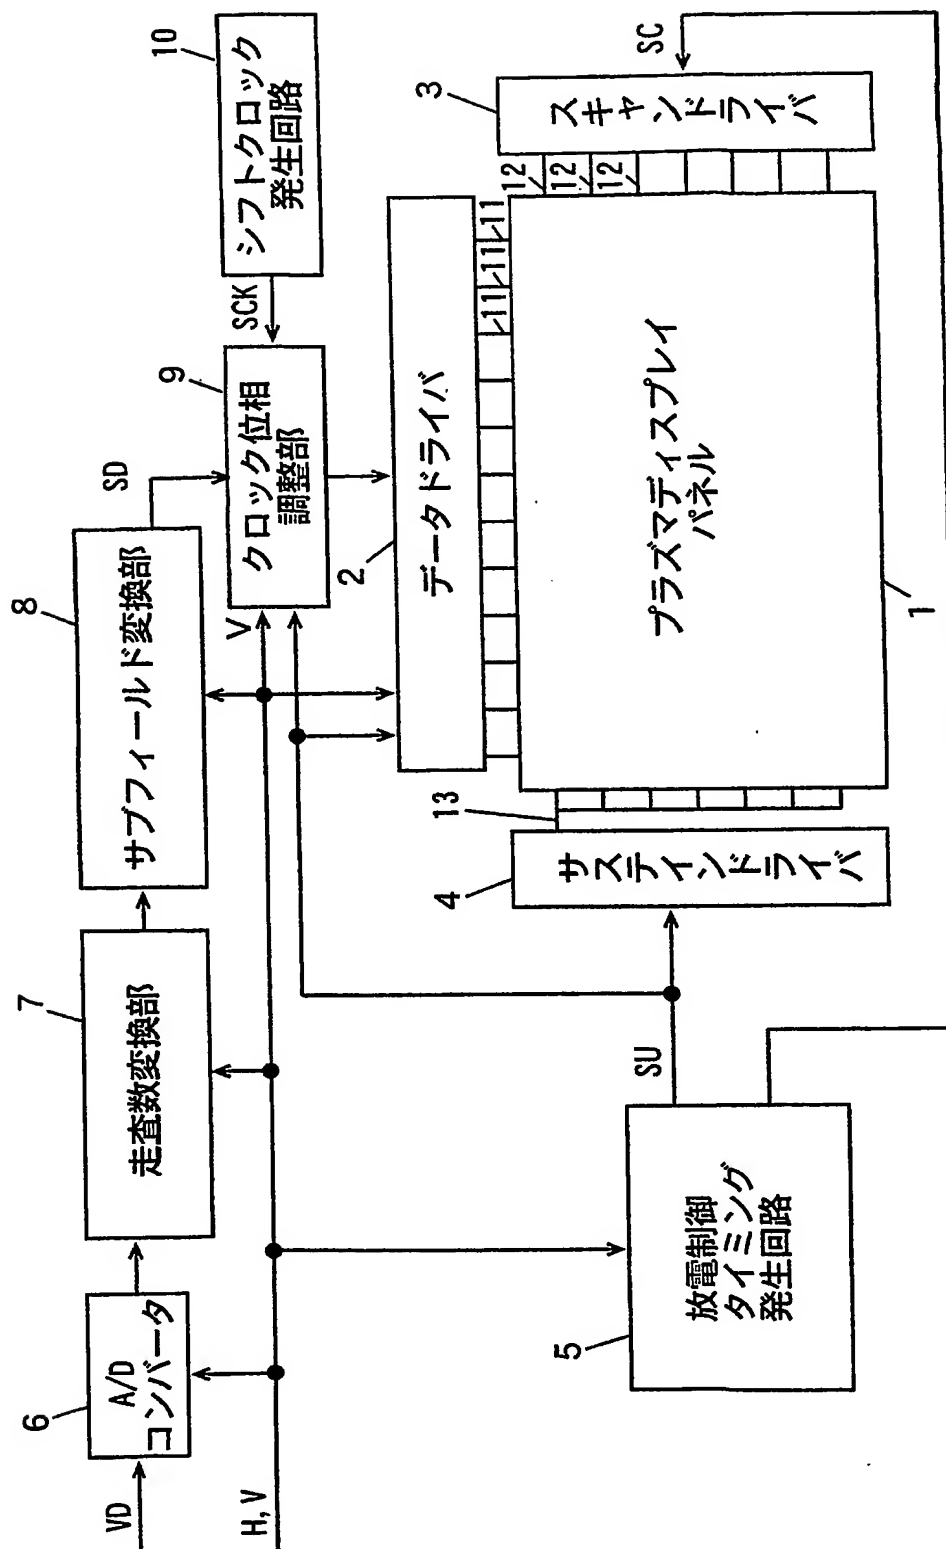 VD
6
A/D
コンバータ
7
走査数変換部
8
サブフィールド変換部
SD
H, V
V
9
クロック位相
調整部
SCK
10
シフトクロック
発生回路
2
データドライバ
11
11
11
12
12
12
3
スキャンドライバ
SC
プラズマディスプレイ
パネル
1
13
4
サステインドライバ
SU
5
放電制御
タイミング
発生回路